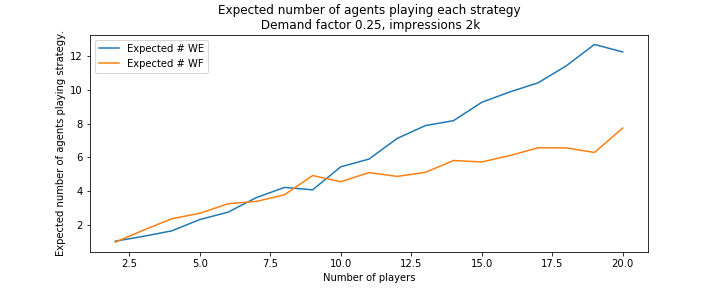 Expected number of agents playing each strategy
Demand factor 0.25, impressions 2k
Expected number of agents playing strategy.
Expected # WE
Expected # WF
12
10
8
6
4
2
2.5 5.0 7.5 10.0 12.5 15.0 17.5 20.0
Number of players